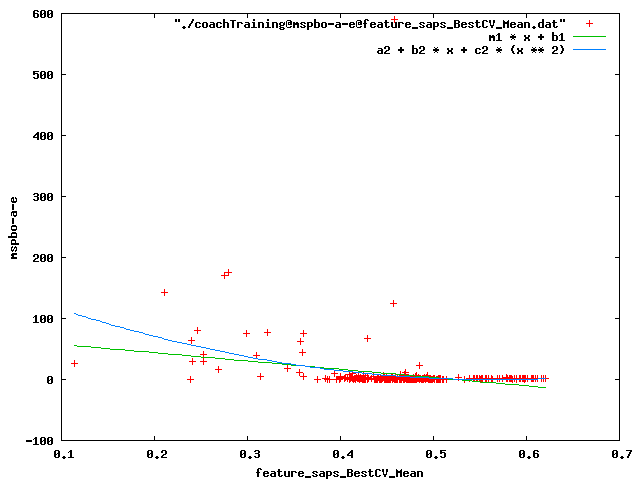 "./coachTraining@mspbo-a-e@feature_saps_BestCV_Mean.dat"
m1 * x + b1
a2 + b2 * x + c2 * (x ** 2)
600
500
400
300
200
100
0
-100
mspbo-a-e
0.1 0.2 0.3 0.4 0.5 0.6 0.7
feature_saps_BestCV_Mean